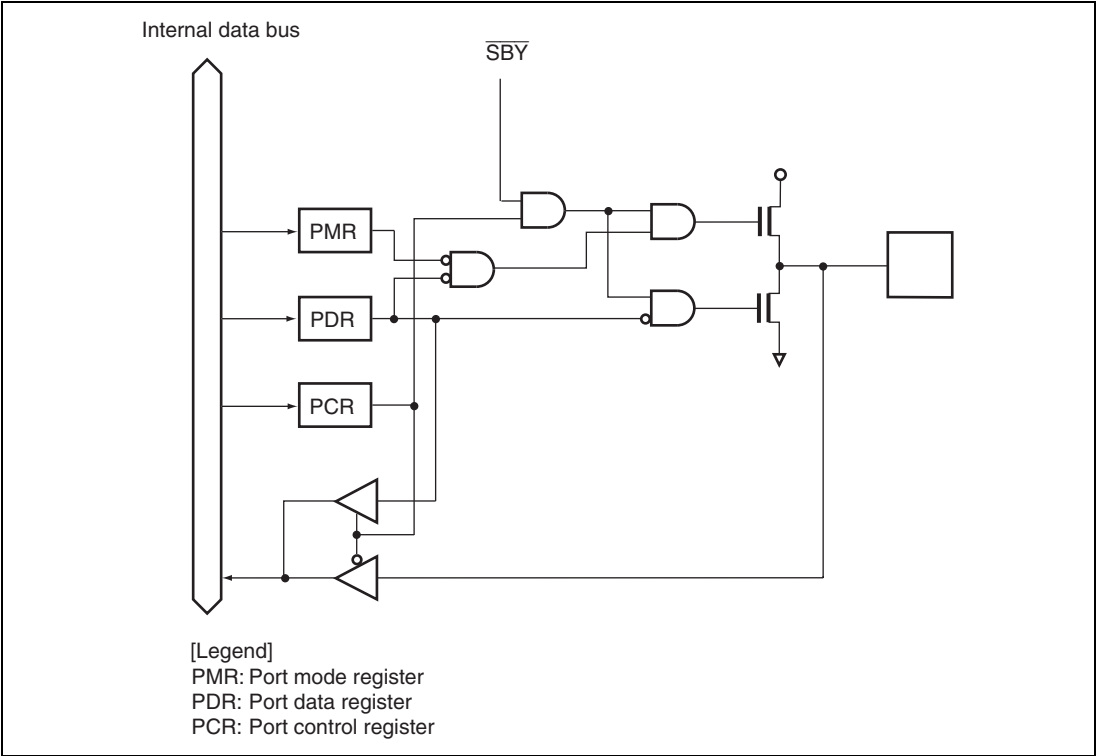 Internal data bus
SBY
PMR
PDR
PCR
[Legend]
PMR: Port mode register
PDR: Port data register
PCR: Port control register